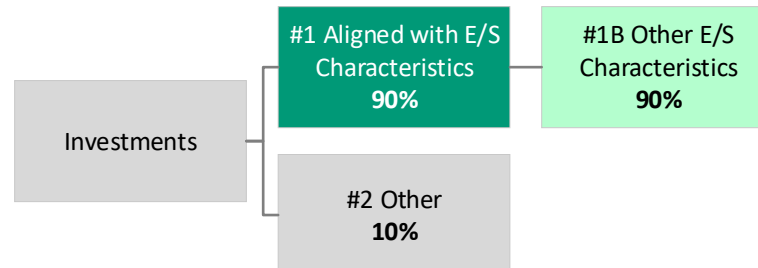 Investments
#1 Aligned with E/S
Characteristics
90%
#1B Other E/S
Characteristics
90%
#2 Other
10%